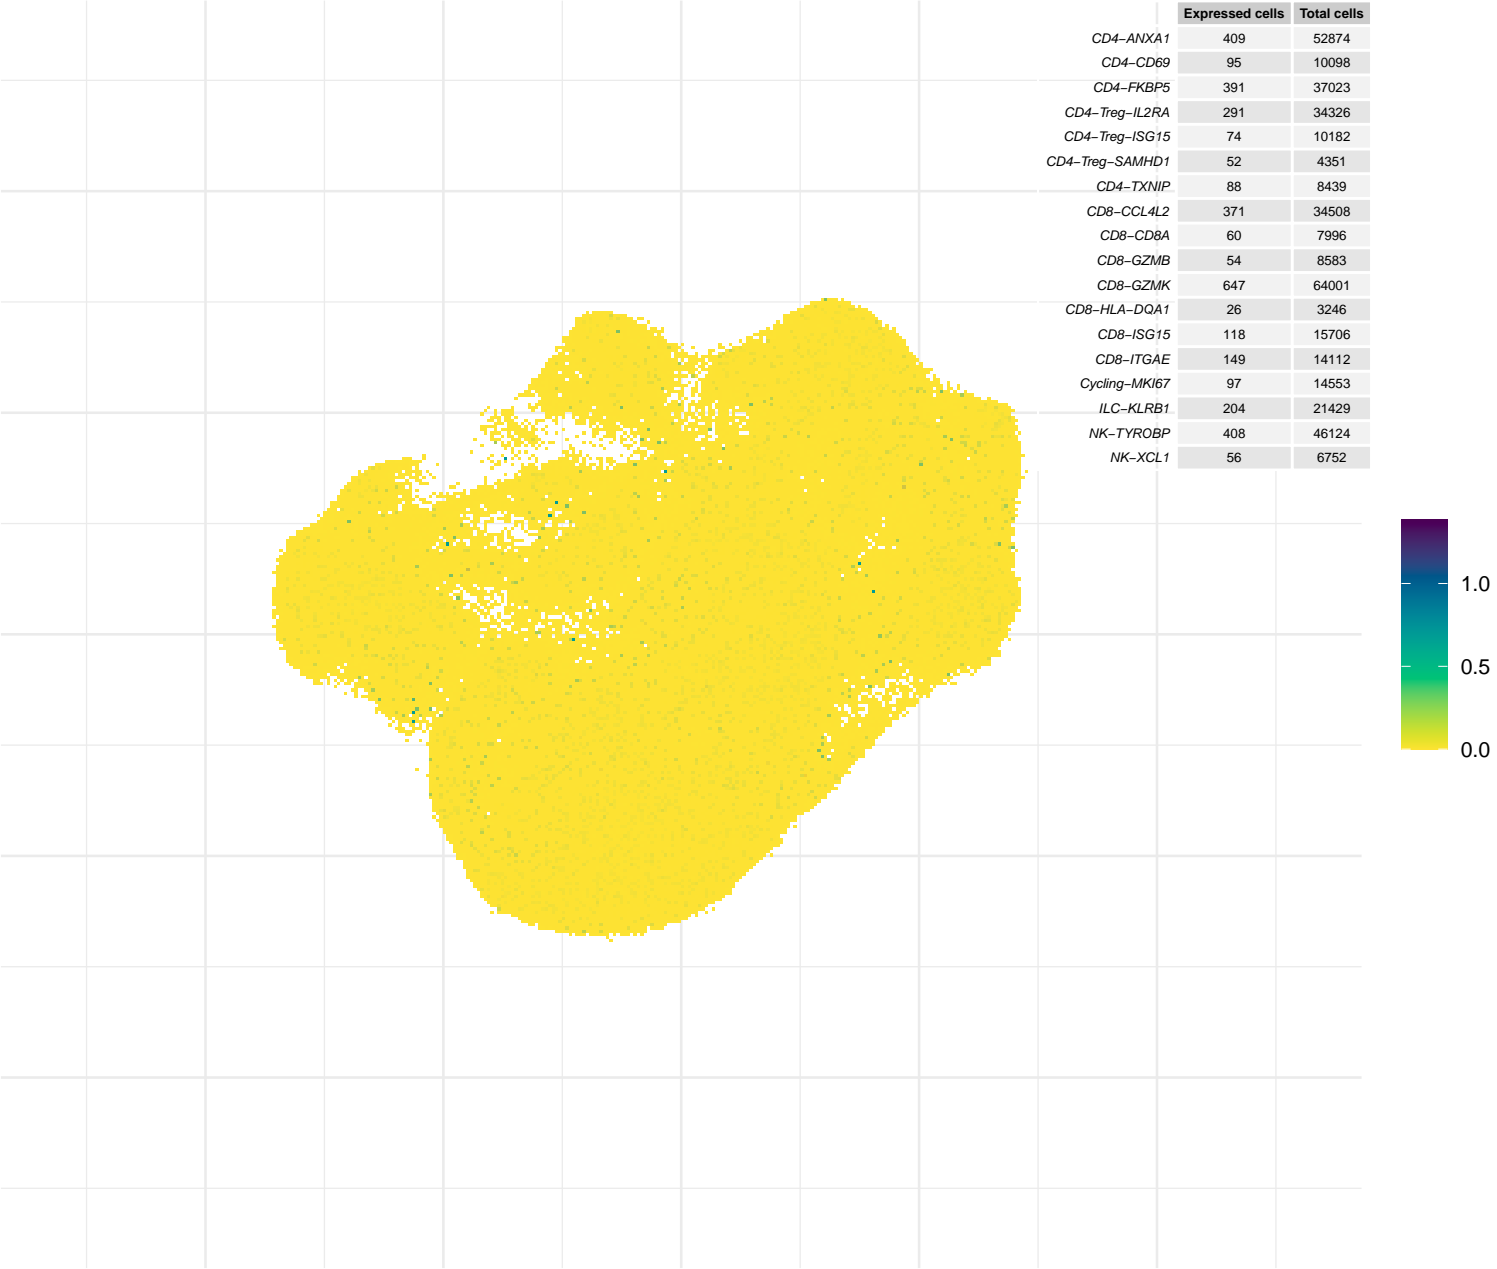 Expressed cells Total cells
CD4−ANXA1 409 52874
CD4−CD69 95 10098
CD4−FKBP5 391 37023
CD4−Treg−IL2RA 291 34326
CD4−Treg−ISG15 74 10182
CD4−Treg−SAMHD1 52 4351
CD4−TXNIP 88 8439
CD8−CCL4L2 371 34508
CD8−CD8A 60 7996
CD8−GZMB 54 8583
CD8−GZMK 647 64001
CD8−HLA−DQA1 26 3246
CD8−ISG15 118 15706
CD8−ITGAE 149 14112
Cycling−MKI67 97 14553
ILC−KLRB1 204 21429
NK−TYROBP 408 46124
NK−XCL1 56 6752
1.0
0.5
0.0